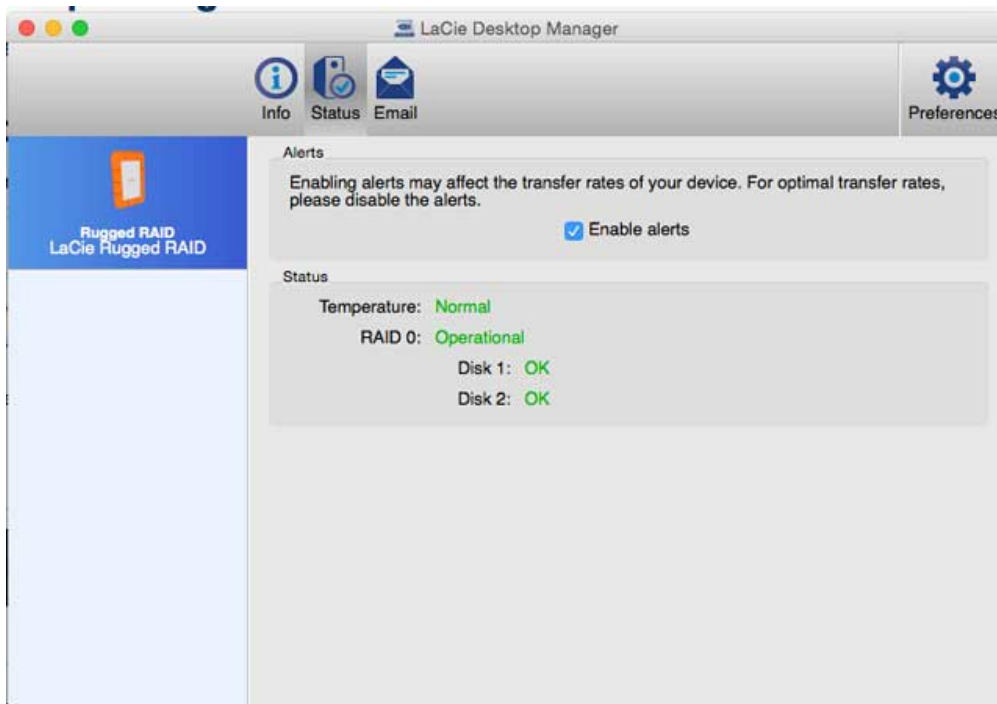 LaCie Desktop Manager
Info
Status
Email
Preferences
Rugged RAID
LaCie Rugged RAID
Alerts
Enabling alerts may affect the transfer rates of your device. For optimal transfer rates,
please disable the alerts.
Enable alerts
Status
Temperature: Normal
RAID 0: Operational
Disk 1: OK
Disk 2: OK